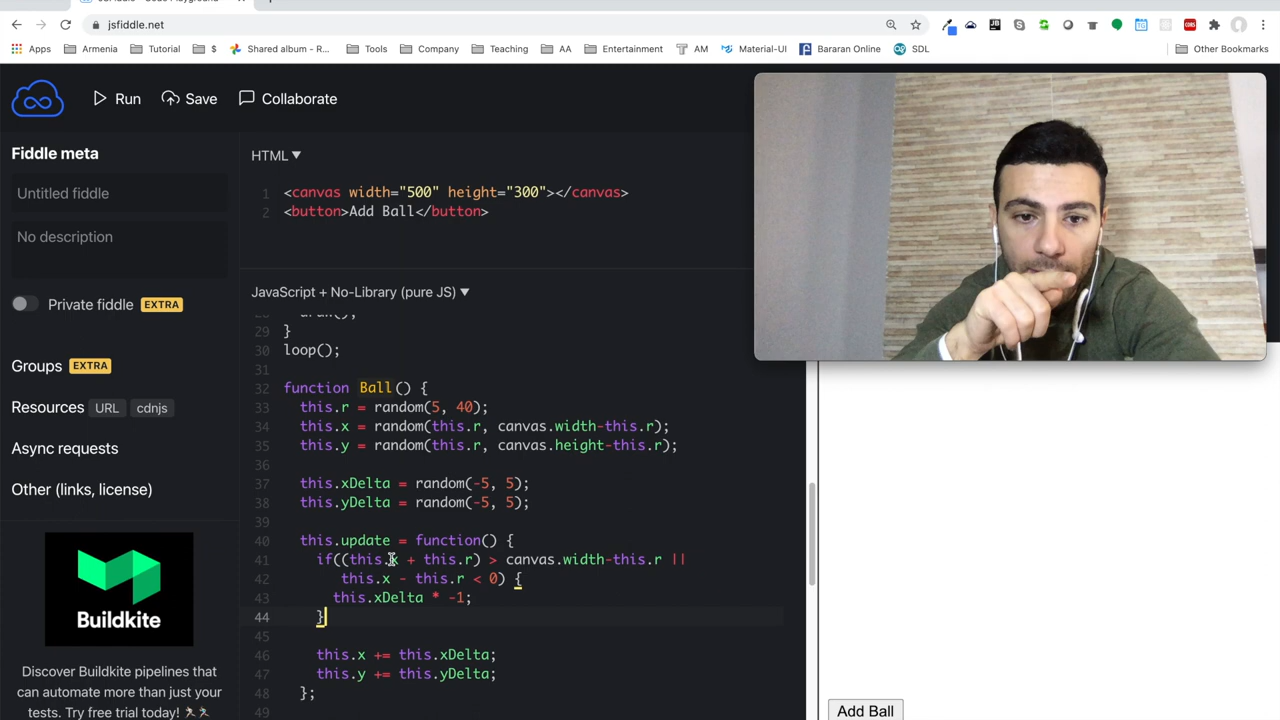 JSFiddle - Code Playground
jsfiddle.net
Apps
Armenia
Tutorial
$
Shared album - R...
Tools
Company
Teaching
AA
Entertainment
AM
Material-UI
Bararan Online
SDL
Other Bookmarks
Run
Save
Collaborate
Fiddle meta
Untitled fiddle
No description
Private fiddle EXTRA
Groups EXTRA
Resources URL cdnjs
Async requests
Other (links, license)
Buildkite
Discover Buildkite pipelines that
can automate more than just your
tests. Try free trial today!
HTML
1 <canvas width="500" height="300"></canvas>
2 <button>Add Ball</button>
JavaScript + No-Library (pure JS)
28 draw();
29 }
30 loop();
31
32 function Ball() {
33 this.r = random(5, 40);
34 this.x = random(this.r, canvas.width-this.r);
35 this.y = random(this.r, canvas.height-this.r);
36
37 this.xDelta = random(-5, 5);
38 this.yDelta = random(-5, 5);
39
40 this.update = function() {
41 if((this.x + this.r) > canvas.width-this.r ||
42 this.x - this.r < 0) {
43 this.xDelta * -1;
44 }
45
46 this.x += this.xDelta;
47 this.y += this.yDelta;
48 };
49
Add Ball